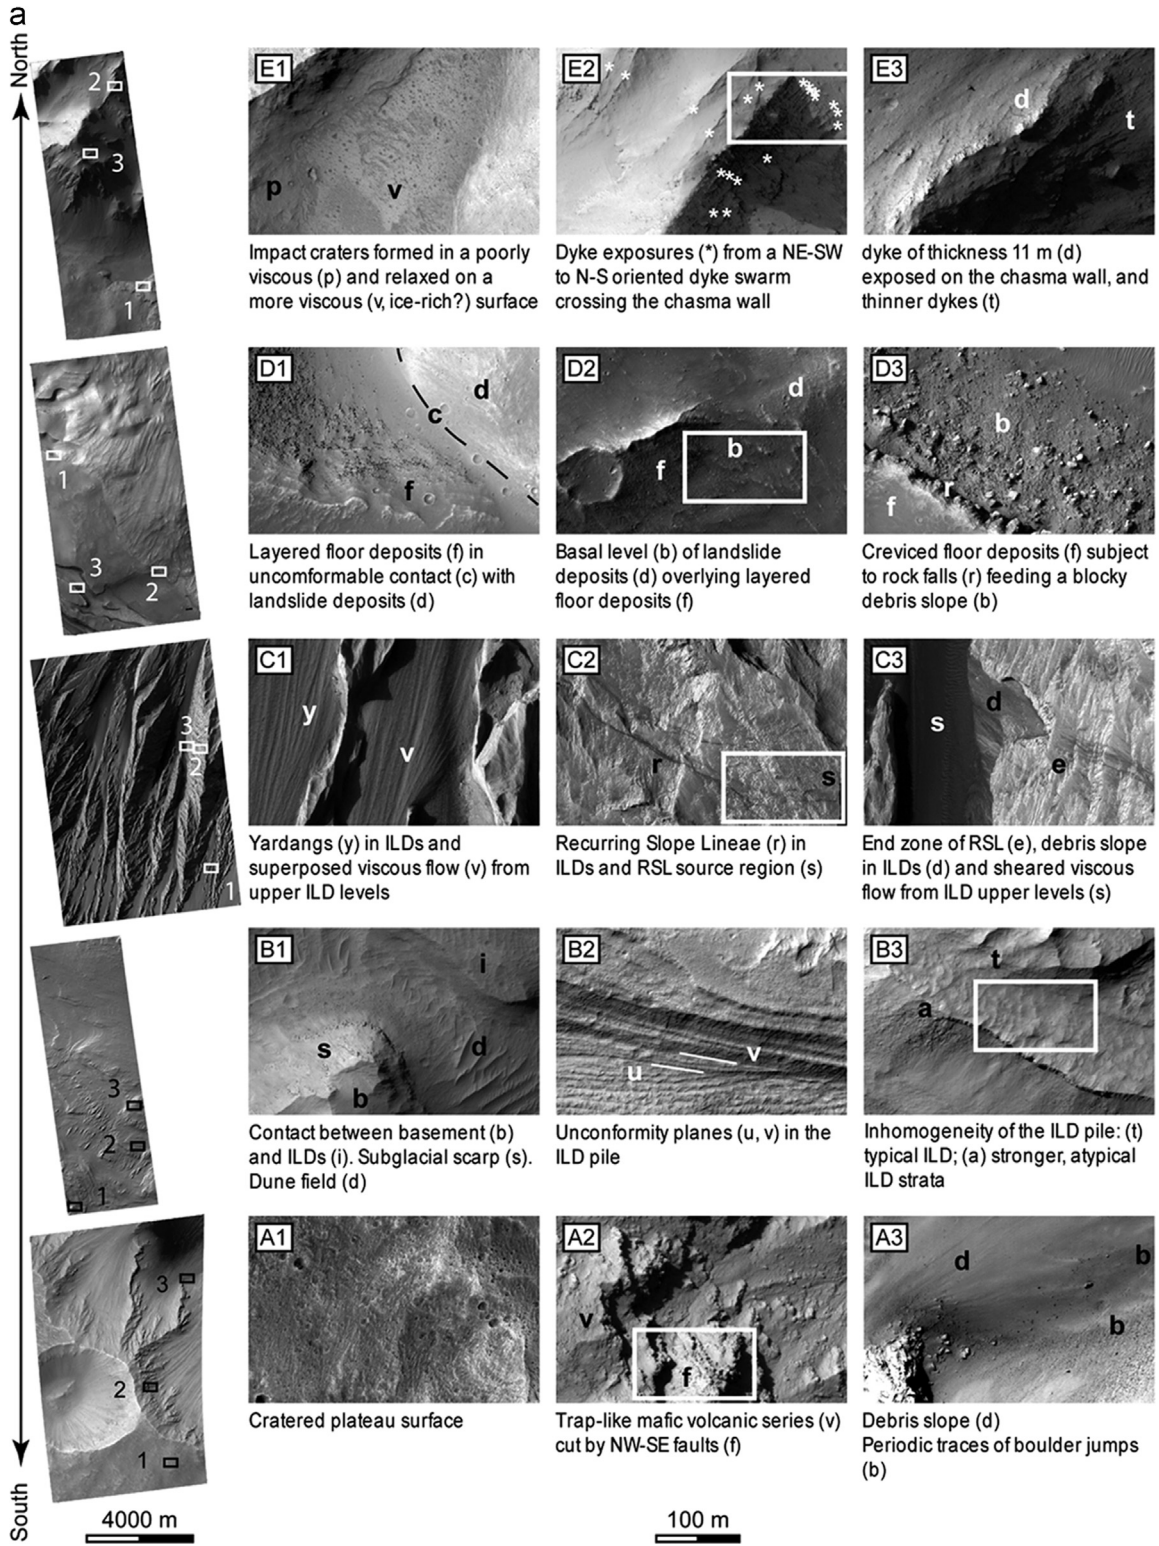 a
North
2
3
1
E1
p
v
Impact craters formed in a poorly
viscous (p) and relaxed on a
more viscous (v, ice-rich?) surface
E2
* * * * * * * * * * * * * * * * * * *
Dyke exposures (*) from a NE-SW
to N-S oriented dyke swarm
crossing the chasma wall
E3
d
t
dyke of thickness 11 m (d)
exposed on the chasma wall, and
thinner dykes (t)
1
3
2
D1
d
c
f
Layered floor deposits (f) in
uncomformable contact (c) with
landslide deposits (d)
D2
d
b
f
Basal level (b) of landslide
deposits (d) overlying layered
floor deposits (f)
D3
b
r
f
Creviced floor deposits (f) subject
to rock falls (r) feeding a blocky
debris slope (b)
3
2
1
C1
y
v
Yardangs (y) in ILDs and
superposed viscous flow (v) from
upper ILD levels
C2
r
s
Recurring Slope Lineae (r) in
ILDs and RSL source region (s)
C3
d
s
e
End zone of RSL (e), debris slope
in ILDs (d) and sheared viscous
flow from ILD upper levels (s)
3
2
1
B1
i
s
d
b
Contact between basement (b)
and ILDs (i). Subglacial scarp (s).
Dune field (d)
B2
v
u
Unconformity planes (u, v) in the
ILD pile
B3
t
a
Inhomogeneity of the ILD pile: (t)
typical ILD; (a) stronger, atypical
ILD strata
3
2
1
A1
Cratered plateau surface
A2
v
f
Trap-like mafic volcanic series (v)
cut by NW-SE faults (f)
A3
d
b
b
Debris slope (d)
Periodic traces of boulder jumps
(b)
South
4000 m
100 m